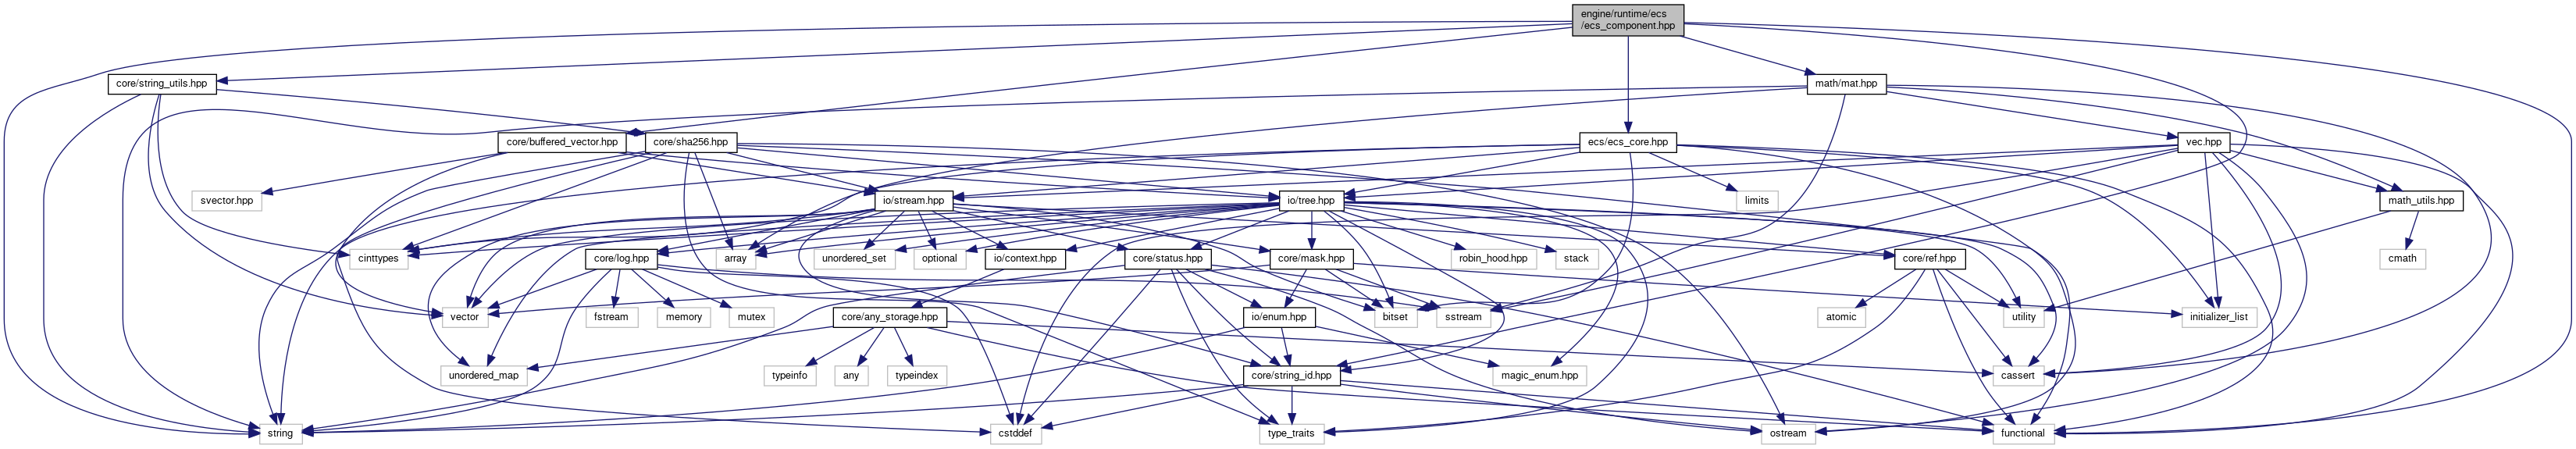 engine/runtime/ecs
/ecs_component.hpp
core/string_utils.hpp
math/mat.hpp
core/buffered_vector.hpp
core/sha256.hpp
ecs/ecs_core.hpp
vec.hpp
svector.hpp
io/stream.hpp
io/tree.hpp
limits
math_utils.hpp
cinttypes
core/log.hpp
array
unordered_set
optional
io/context.hpp
core/status.hpp
core/mask.hpp
robin_hood.hpp
stack
core/ref.hpp
cmath
vector
fstream
memory
mutex
core/any_storage.hpp
io/enum.hpp
bitset
sstream
atomic
utility
initializer_list
unordered_map
typeinfo
any
typeindex
magic_enum.hpp
core/string_id.hpp
cassert
string
cstddef
type_traits
ostream
functional